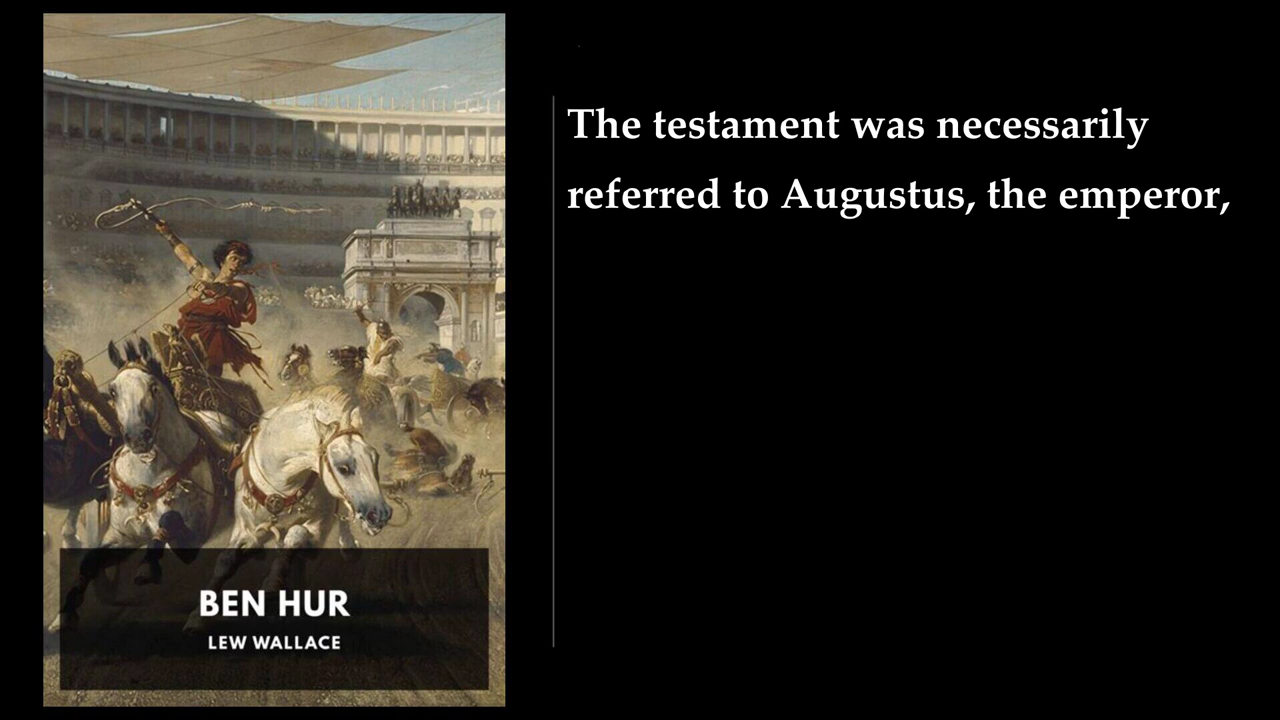 The testament was necessarily
referred to Augustus, the emperor,
BEN HUR
LEW WALLACE